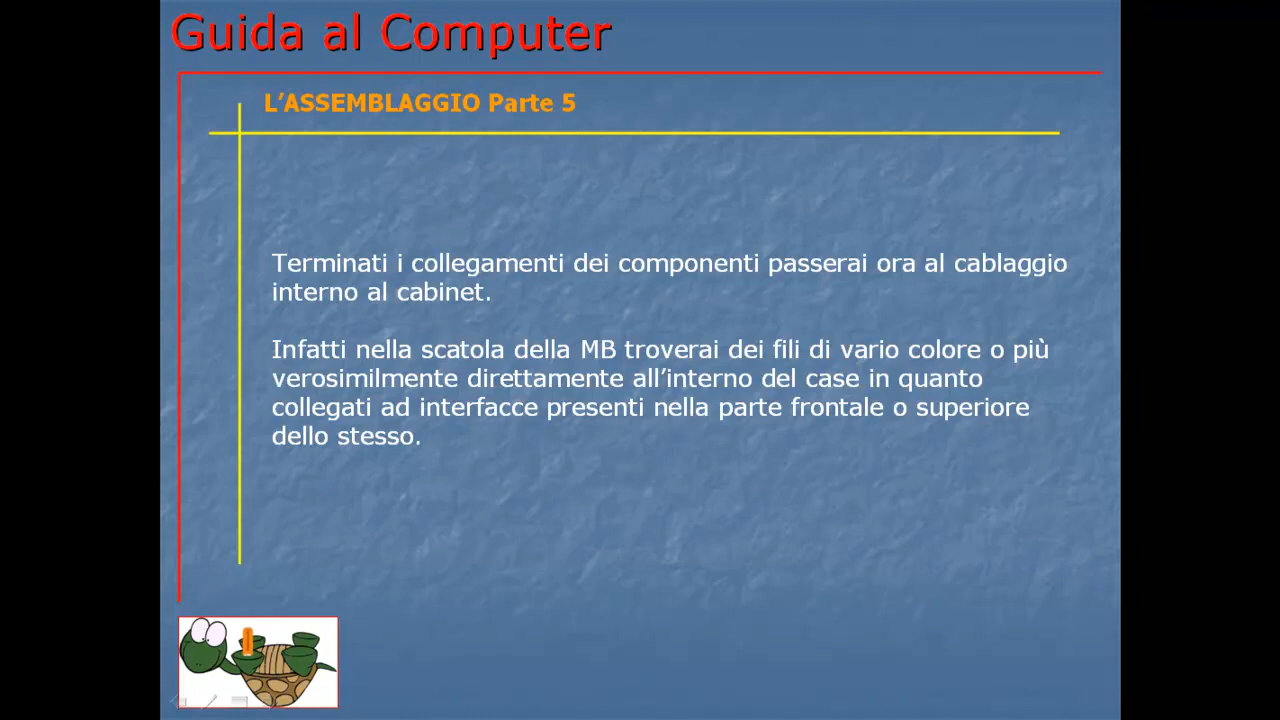 Guida al Computer
L’ASSEMBLAGGIO Parte 5
Terminati i collegamenti dei componenti passerai ora al cablaggio
interno al cabinet.
Infatti nella scatola della MB troverai dei fili di vario colore o più
verosimilmente direttamente all’interno del case in quanto
collegati ad interfacce presenti nella parte frontale o superiore
dello stesso.